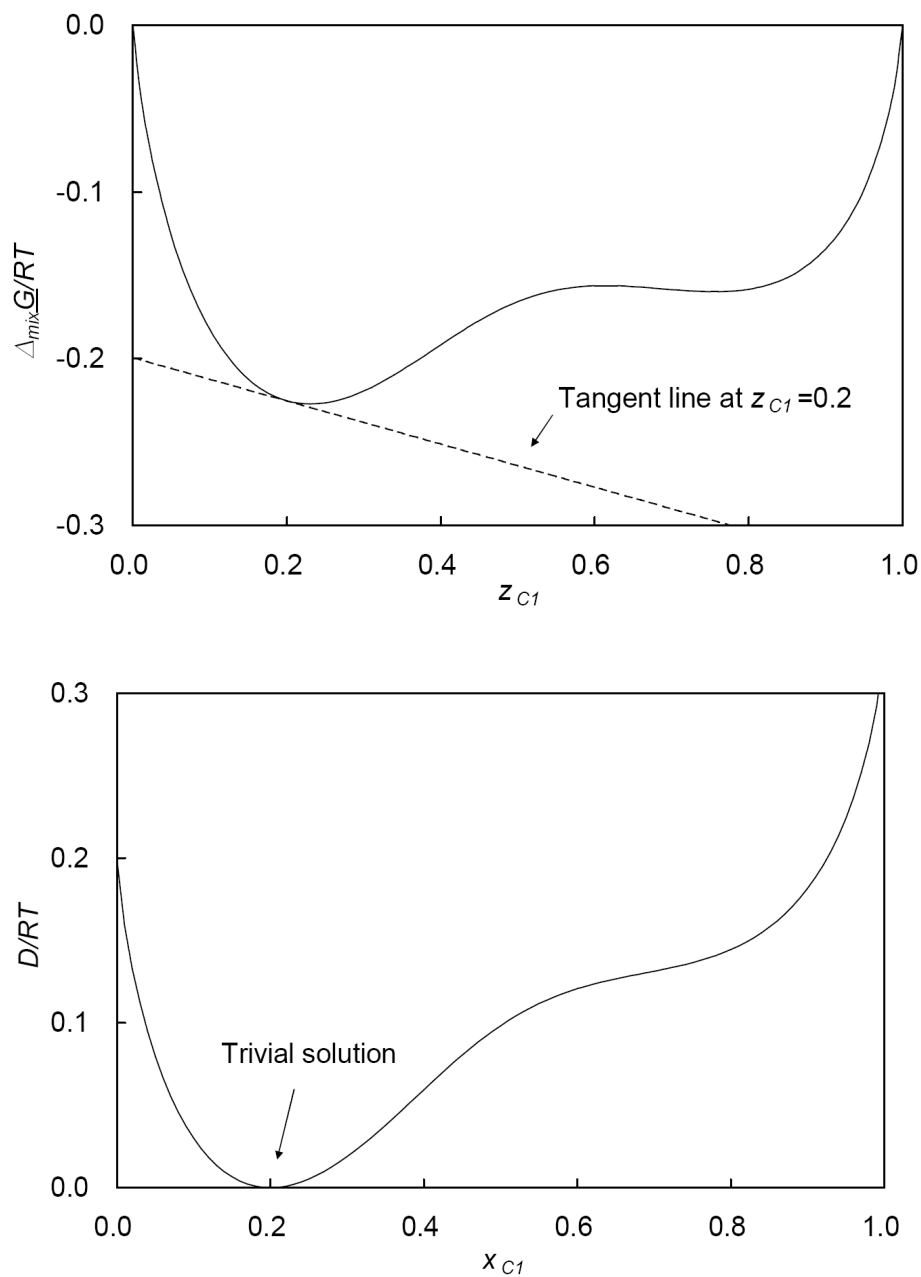 0.0
-0.1
Δmix G/RT
-0.2
Tangent line at z C1 =0.2
-0.3
0.0 0.2 0.4 0.6 0.8 1.0
z C1
0.3
0.2
D/RT
0.1
Trivial solution
0.0
0.0 0.2 0.4 0.6 0.8 1.0
x C1